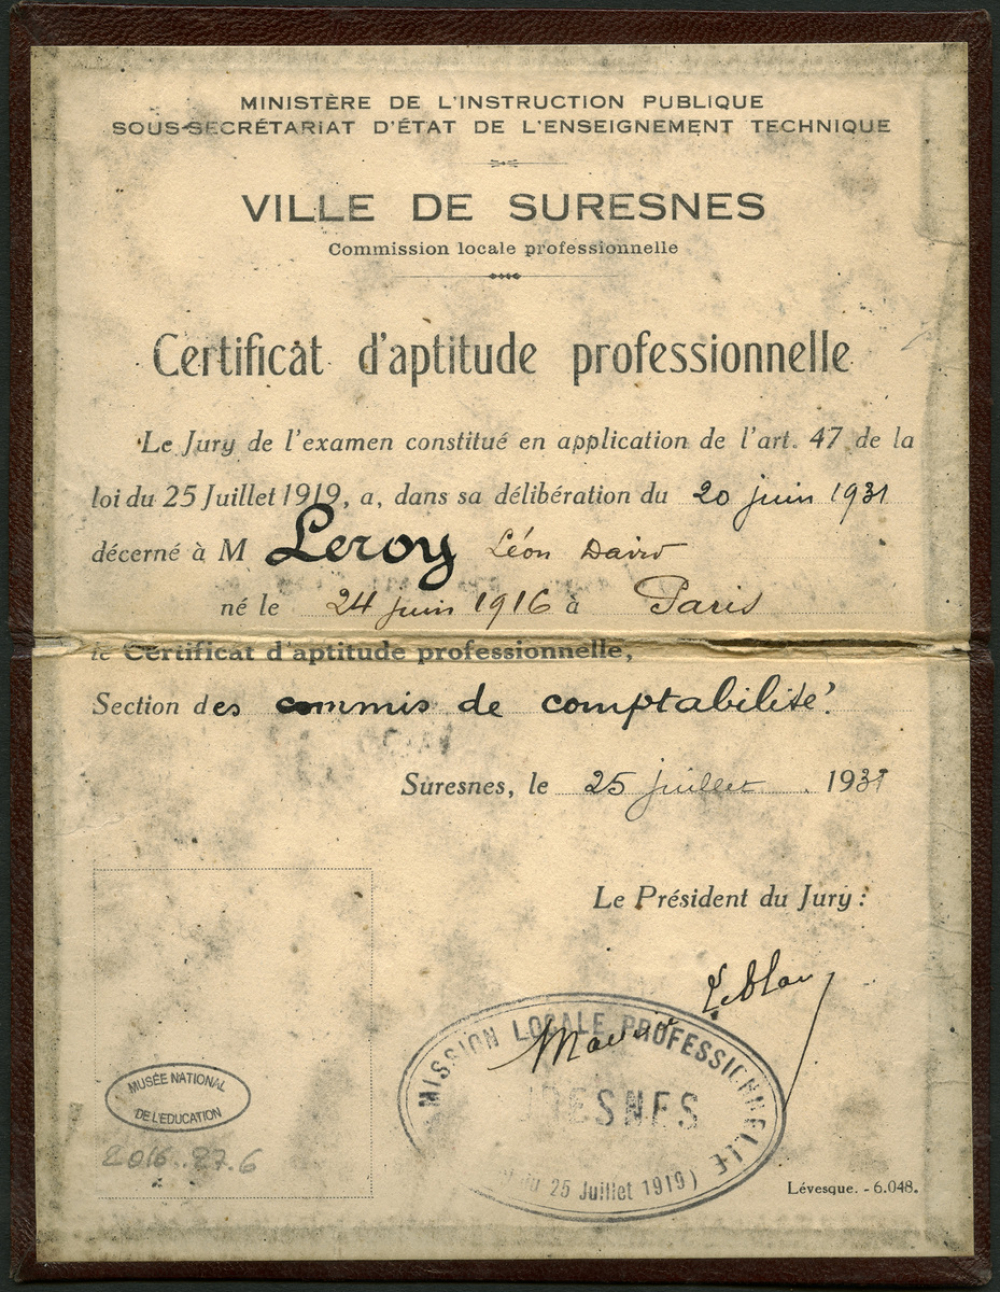 MINISTÈRE DE L'INSTRUCTION PUBLIQUE
SOUS-SECRÉTARIAT D'ÉTAT DE L'ENSEIGNEMENT TECHNIQUE
VILLE DE SURESNES
Commission locale professionnelle
Certificat d'aptitude professionnelle
Le Jury de l'examen constitué en application de l'art. 47 de la
loi du 25 Juillet 1919, a, dans sa délibération du 20 juin 1931
décerné à M Leroy Léon David
né le 24 juin 1916 à Paris
le Certificat d'aptitude professionnelle,
Section des commis de comptabilité.
Suresnes, le 25 juillet 1931
Le Président du Jury :
Leblanc
MISSION LOCALE PROFESSIONNELLE
RESNES
du 25 Juillet 1919)
MUSÉE NATIONAL
DE L'EDUCATION
2016.87.6
Lévesque. - 6.048.